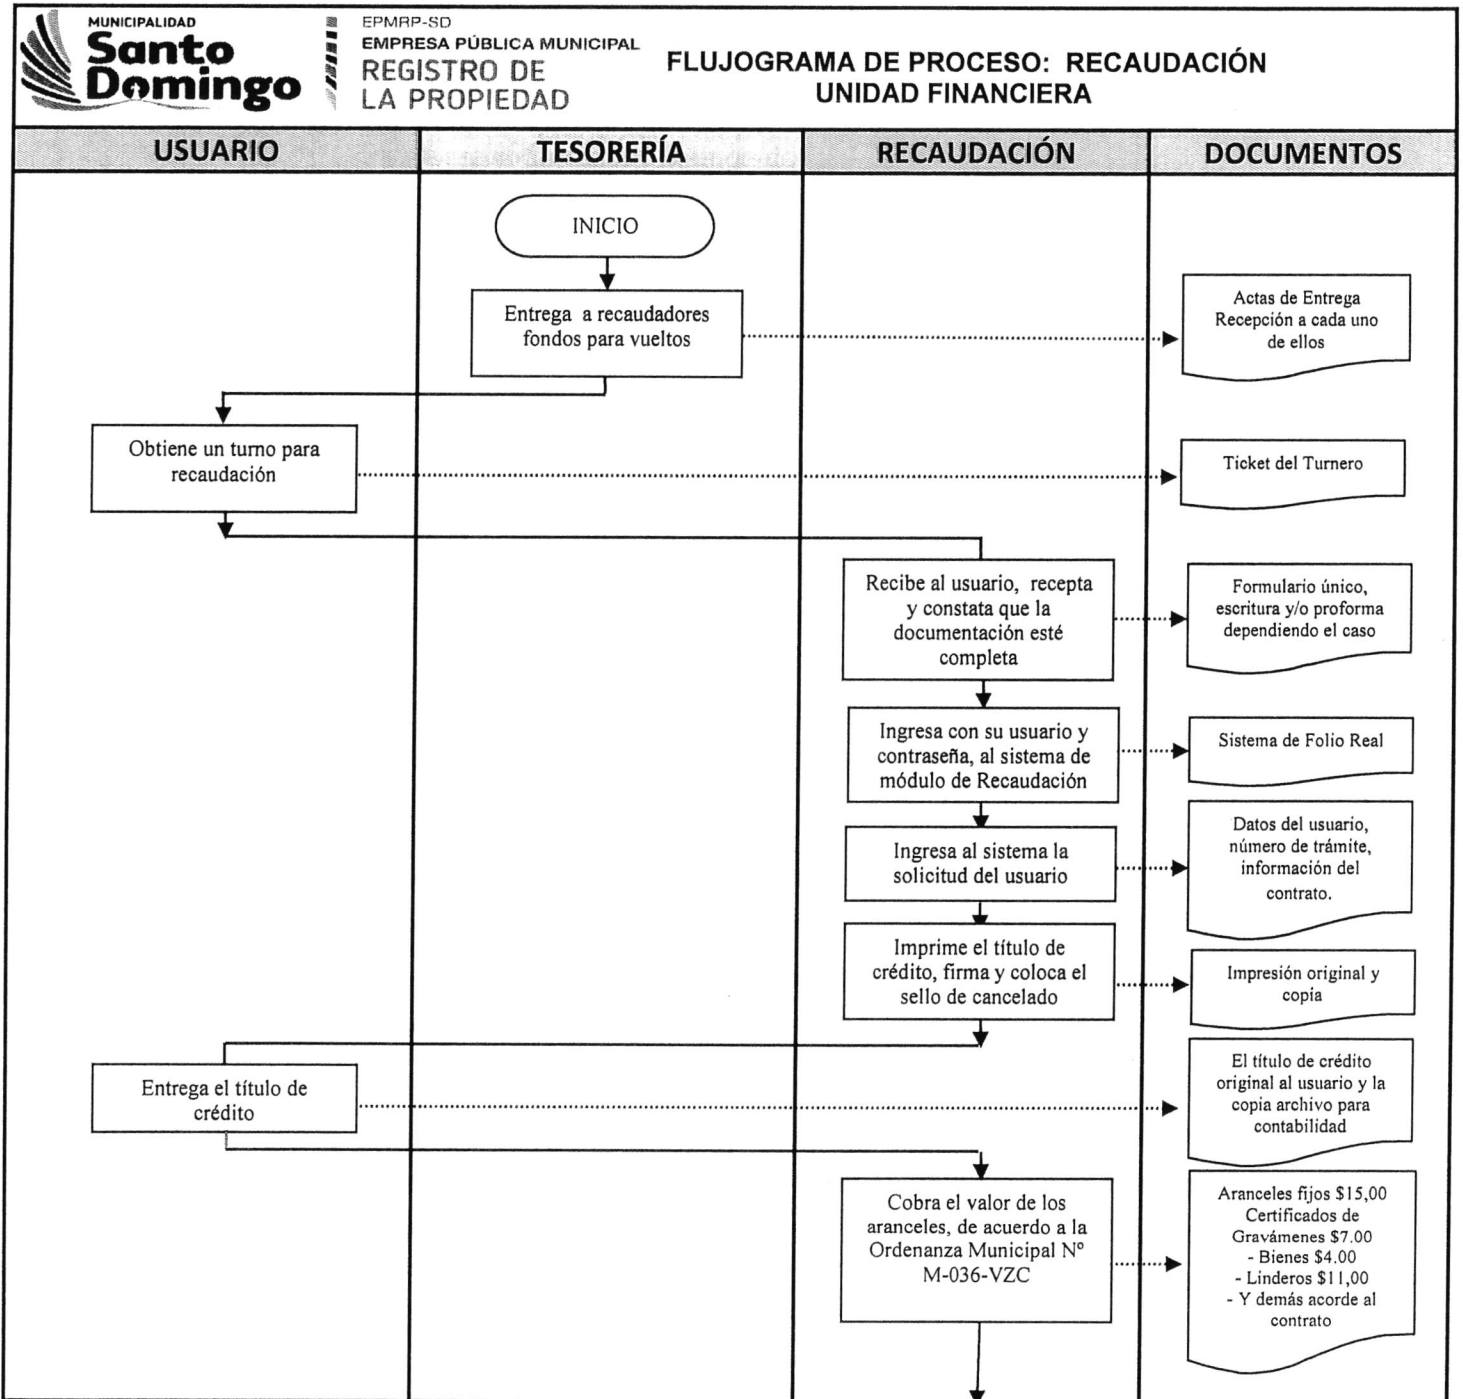 MUNICIPALIDAD
Santo
Domingo
EPMRP-SD
EMPRESA PÚBLICA MUNICIPAL
REGISTRO DE
LA PROPIEDAD
FLUJOGRAMA DE PROCESO: RECAUDACIÓN
UNIDAD FINANCIERA
USUARIO
TESORERÍA
RECAUDACIÓN
DOCUMENTOS
INICIO
Entrega a recaudadores
fondos para vueltos
Actas de Entrega
Recepción a cada uno
de ellos
Obtiene un turno para
recaudación
Ticket del Turnero
Recibe al usuario, recepta
y constata que la
documentación esté
completa
Formulario único,
escritura y/o proforma
dependiendo el caso
Ingresa con su usuario y
contraseña, al sistema de
módulo de Recaudación
Sistema de Folio Real
Ingresa al sistema la
solicitud del usuario
Datos del usuario,
número de trámite,
información del
contrato.
Imprime el título de
crédito, firma y coloca el
sello de cancelado
Impresión original y
copia
Entrega el título de
crédito
El título de crédito
original al usuario y la
copia archivo para
contabilidad
Cobra el valor de los
aranceles, de acuerdo a la
Ordenanza Municipal Nº
M-036-VZC
Aranceles fijos $15,00
Certificados de
Gravámenes $7.00
- Bienes $4.00
- Linderos $11,00
- Y demás acorde al
contrato